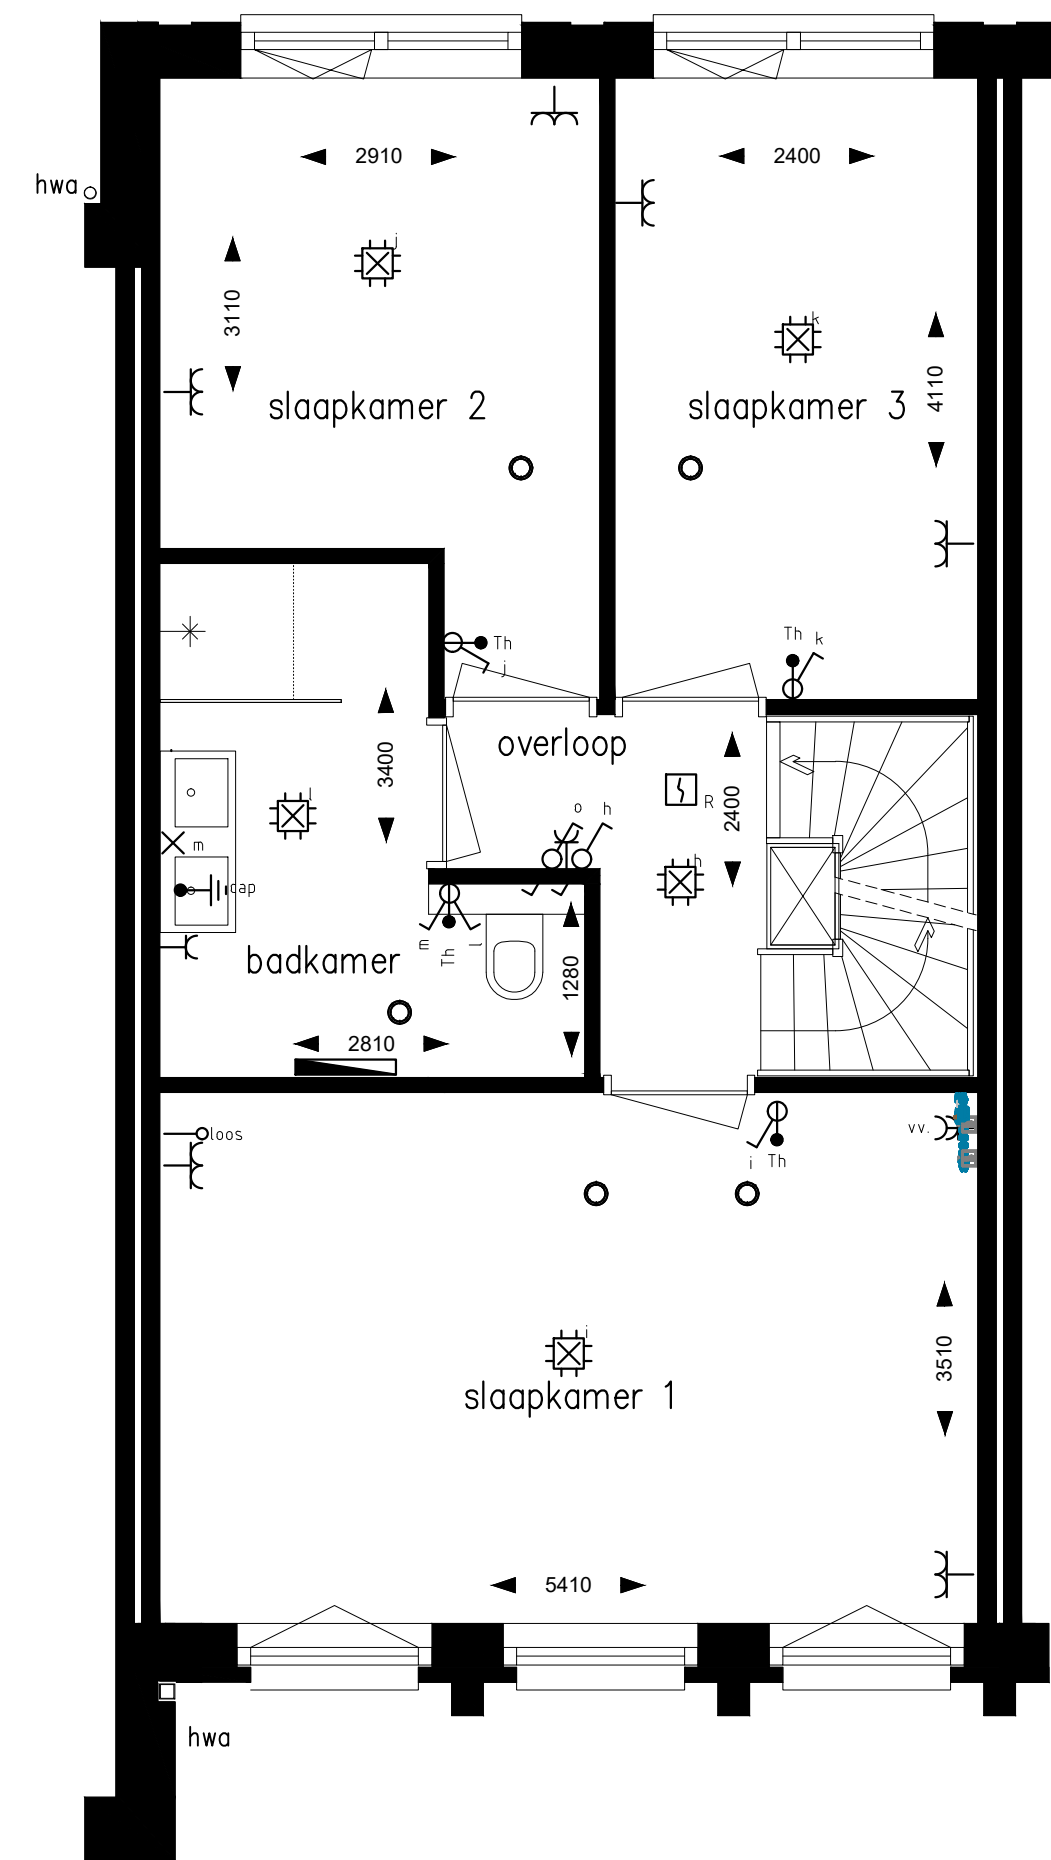 2910
2400
hwa
j
3110
k
4110
slaapkamer 2
slaapkamer 3
Th
j
Th
k
overloop
3400
2400
R
l
o
h
m
h
cap
m
Th
l
badkamer
1280
2810
loos
vv.
i
Th
i
3510
slaapkamer 1
5410
hwa